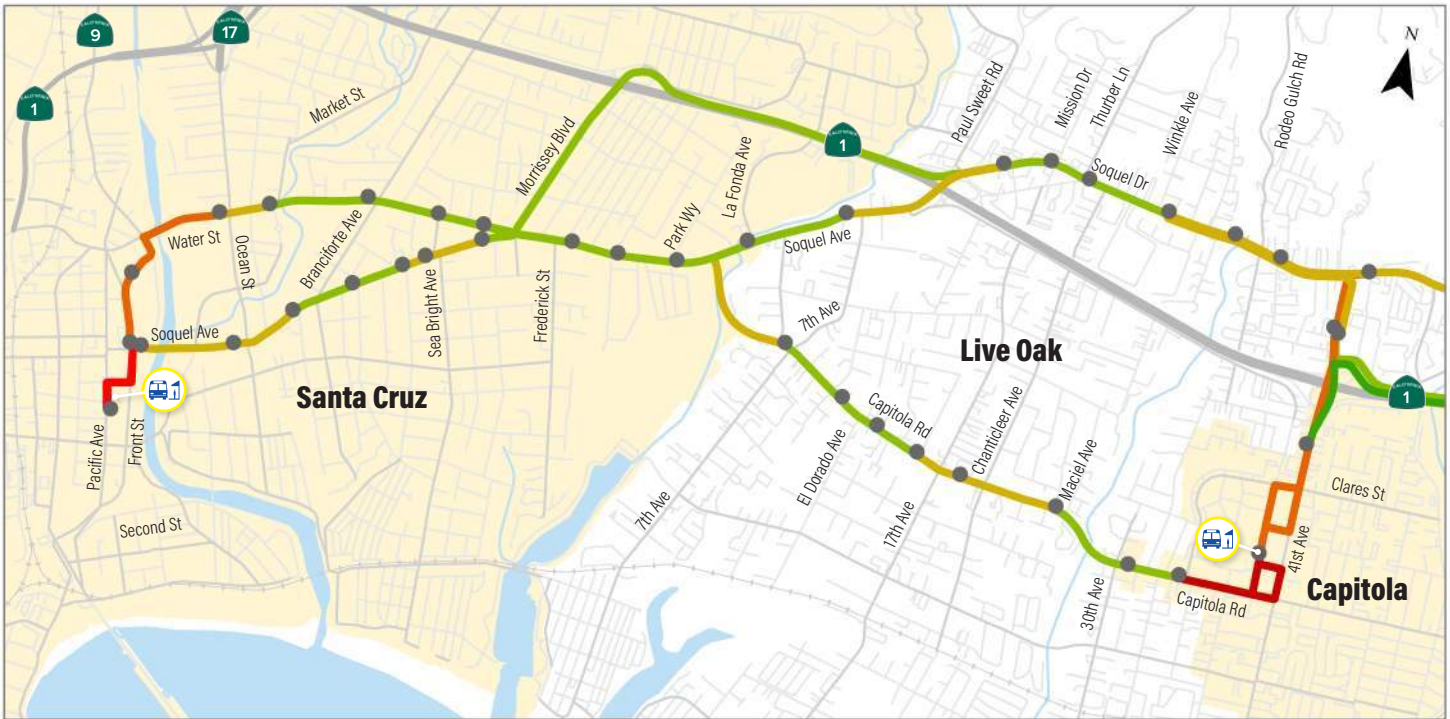 9
17
1
Market St
Morrissey Blvd
La Fonda Ave
1
Paul Sweet Rd
Mission Dr
Thurber Ln
Winkle Ave
Rodeo Gulch Rd
N
Soquel Dr
Water St
Ocean St
Branciforte Ave
Park Wy
Soquel Ave
Soquel Ave
Sea Bright Ave
Frederick St
7th Ave
Live Oak
Santa Cruz
1
Pacific Ave
Front St
Capitola Rd
El Dorado Ave
Chanticleer Ave
Maciel Ave
Clares St
Second St
7th Ave
17th Ave
41st Ave
30th Ave
Capitola Rd
Capitola